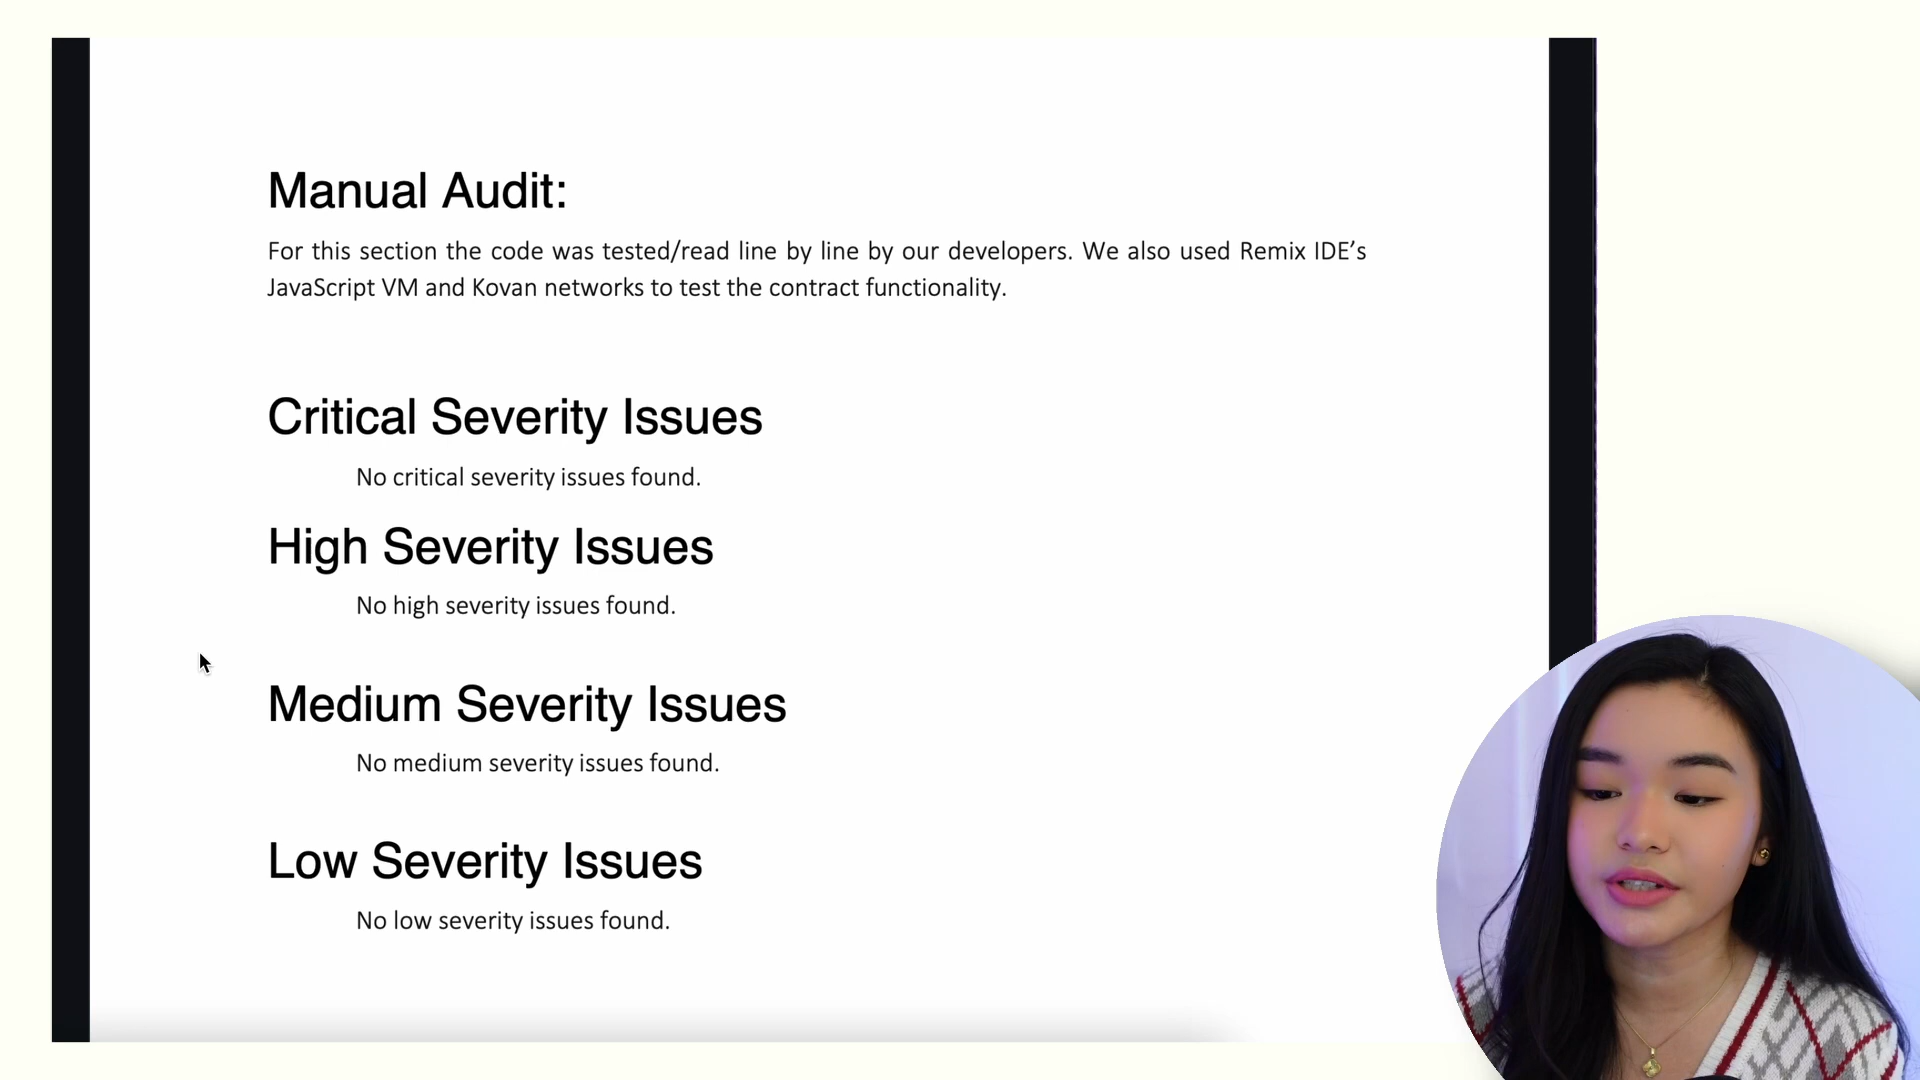 Manual Audit:
For this section the code was tested/read line by line by our developers. We also used Remix IDE’s
JavaScript VM and Kovan networks to test the contract functionality.
Critical Severity Issues
No critical severity issues found.
High Severity Issues
No high severity issues found.
Medium Severity Issues
No medium severity issues found.
Low Severity Issues
No low severity issues found.